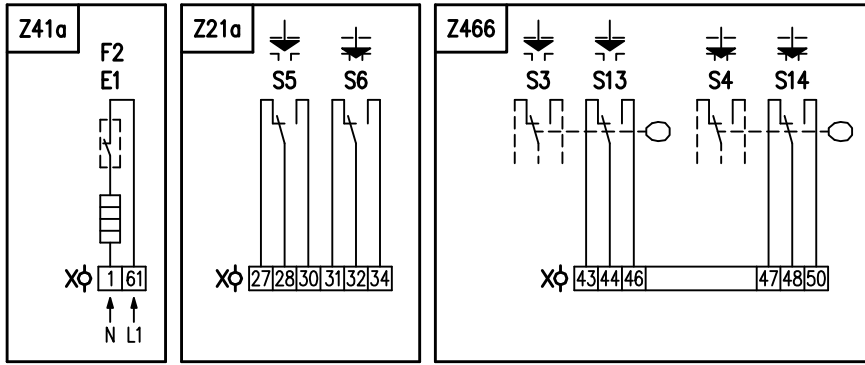 Z41a
F2
E1
X 1 61
N L1
Z21a
S5 S6
X 27 28 30 31 32 34
Z466
S3 S13 S4 S14
X 43 44 46 47 48 50